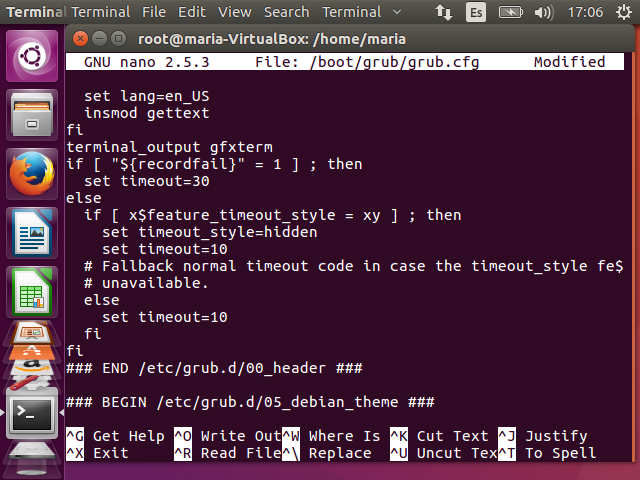 Terminal Terminal File Edit View Search Terminal Es 17:06
root@maria-VirtualBox: /home/maria
GNU nano 2.5.3 File: /boot/grub/grub.cfg Modified
set lang=en_US
insmod gettext
fi
terminal_output gfxterm
if [ "${recordfail}" = 1 ] ; then
set timeout=30
else
if [ x$feature_timeout_style = xy ] ; then
set timeout_style=hidden
set timeout=10
# Fallback normal timeout code in case the timeout_style fe$
# unavailable.
else
set timeout=10
fi
fi
### END /etc/grub.d/00_header ###
### BEGIN /etc/grub.d/05_debian_theme ###
^G Get Help ^O Write Out^W Where Is ^K Cut Text ^J Justify
^X Exit ^R Read File^\ Replace ^U Uncut Tex^T To Spell